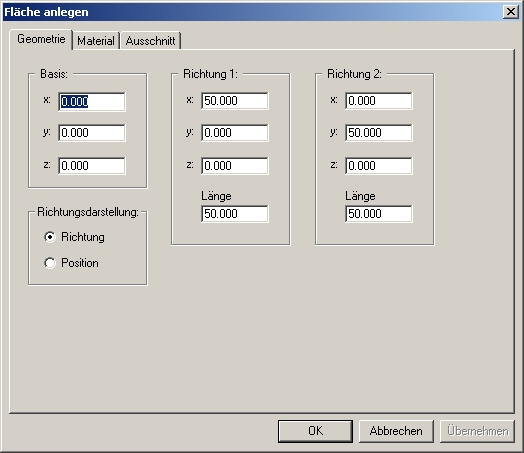 Fläche anlegen
Geometrie Material Ausschnitt
Basis:
x: 0.000
y: 0.000
z: 0.000
Richtungsdarstellung:
Richtung
Position
Richtung 1:
x: 50.000
y: 0.000
z: 0.000
Länge
50.000
Richtung 2:
x: 0.000
y: 50.000
z: 0.000
Länge
50.000
OK Abbrechen Übernehmen